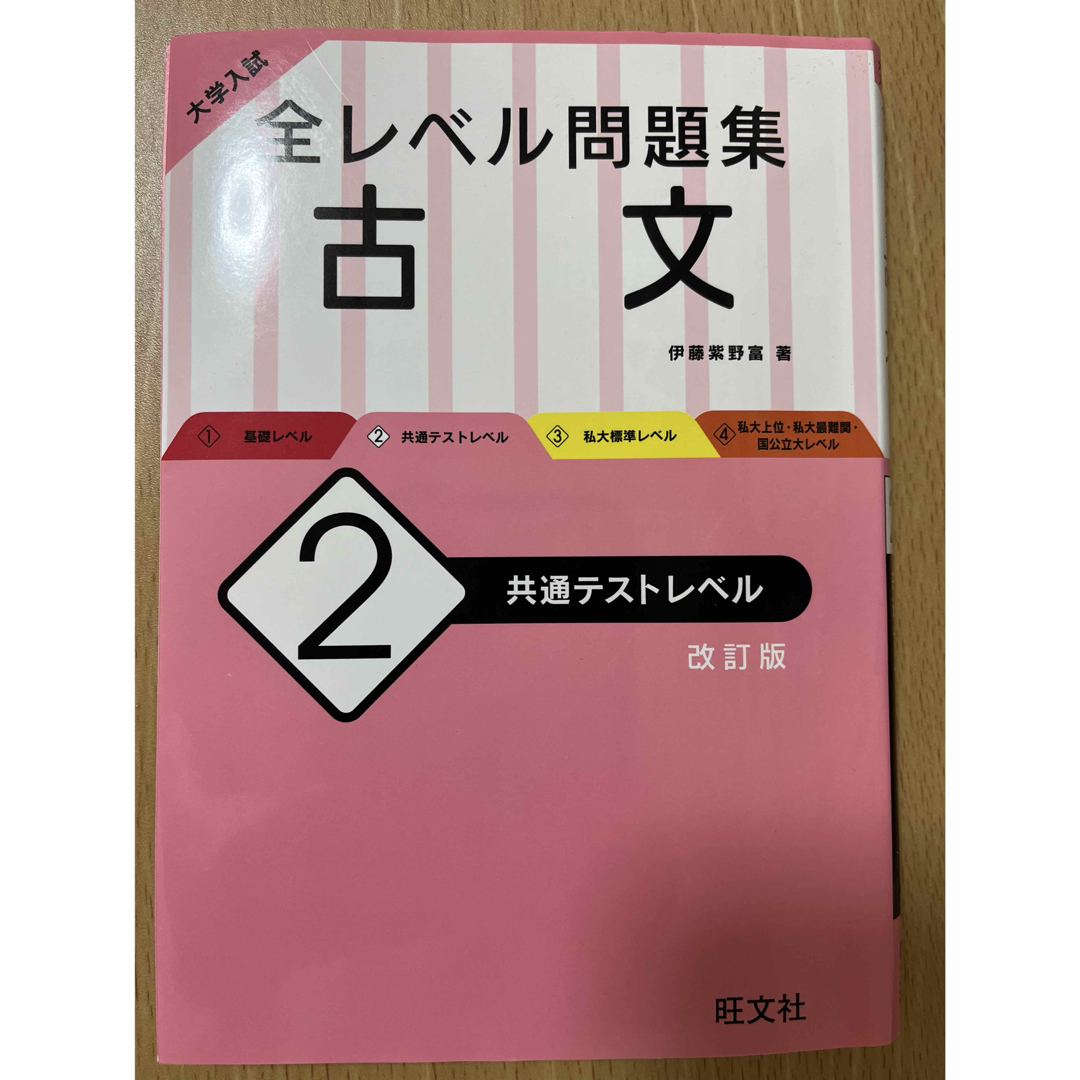 大学入試
全レベル問題集
古文
伊藤紫野富 著
1 基礎レベル
2 共通テストレベル
3 私大標準レベル
4 私大上位・私大最難関・
国公立大レベル
2 共通テストレベル
改訂版
旺文社